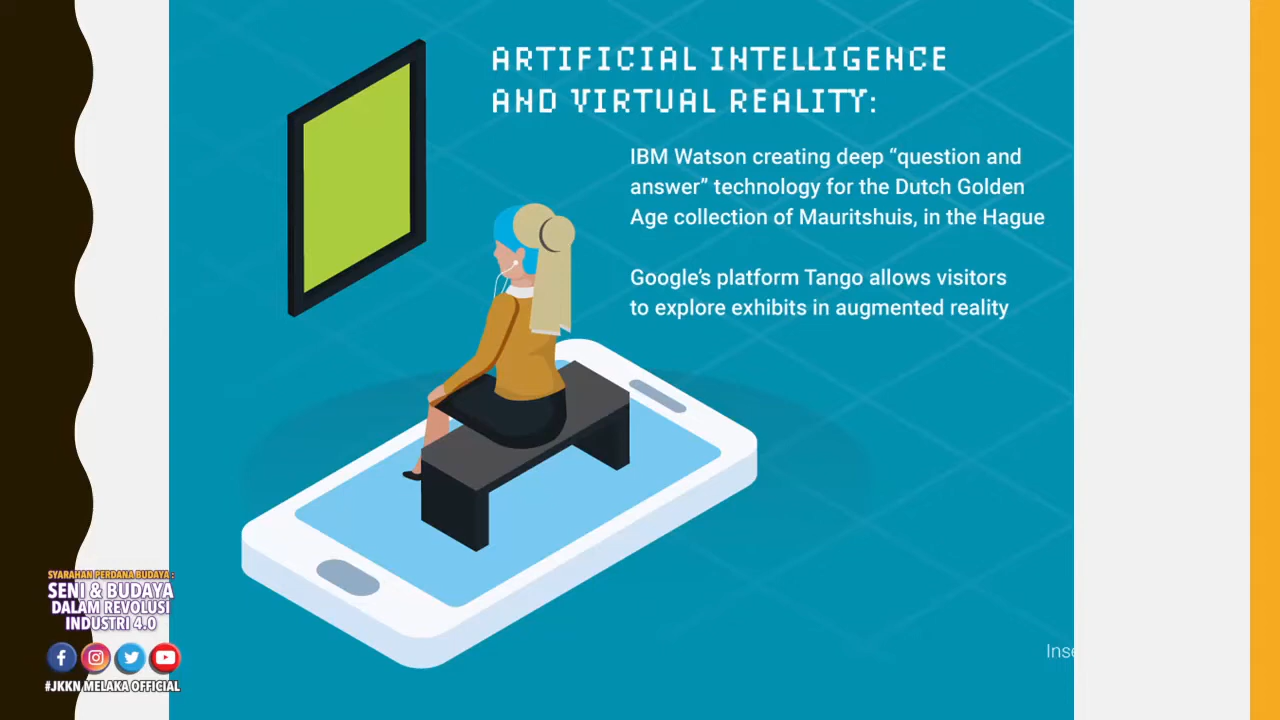 ARTIFICIAL INTELLIGENCE
AND VIRTUAL REALITY:
IBM Watson creating deep “question and
answer” technology for the Dutch Golden
Age collection of Mauritshuis, in the Hague
Google’s platform Tango allows visitors
to explore exhibits in augmented reality
SYARAHAN PERDANA BUDAYA :
SENI & BUDAYA
DALAM REVOLUSI
INDUSTRI 4.0
#JKKN MELAKA OFFICIAL